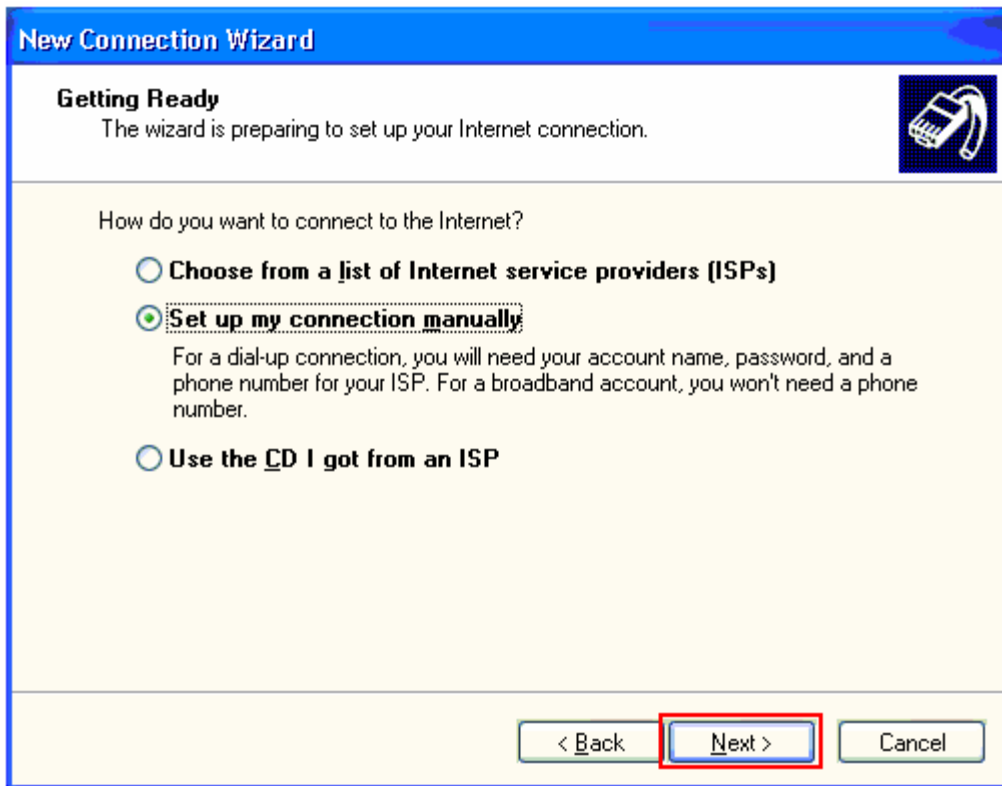 New Connection Wizard
Getting Ready
The wizard is preparing to set up your Internet connection.
How do you want to connect to the Internet?
Choose from a list of Internet service providers (ISPs)
Set up my connection manually
For a dial-up connection, you will need your account name, password, and a
phone number for your ISP. For a broadband account, you won't need a phone
number.
Use the CD I got from an ISP
< Back Next > Cancel